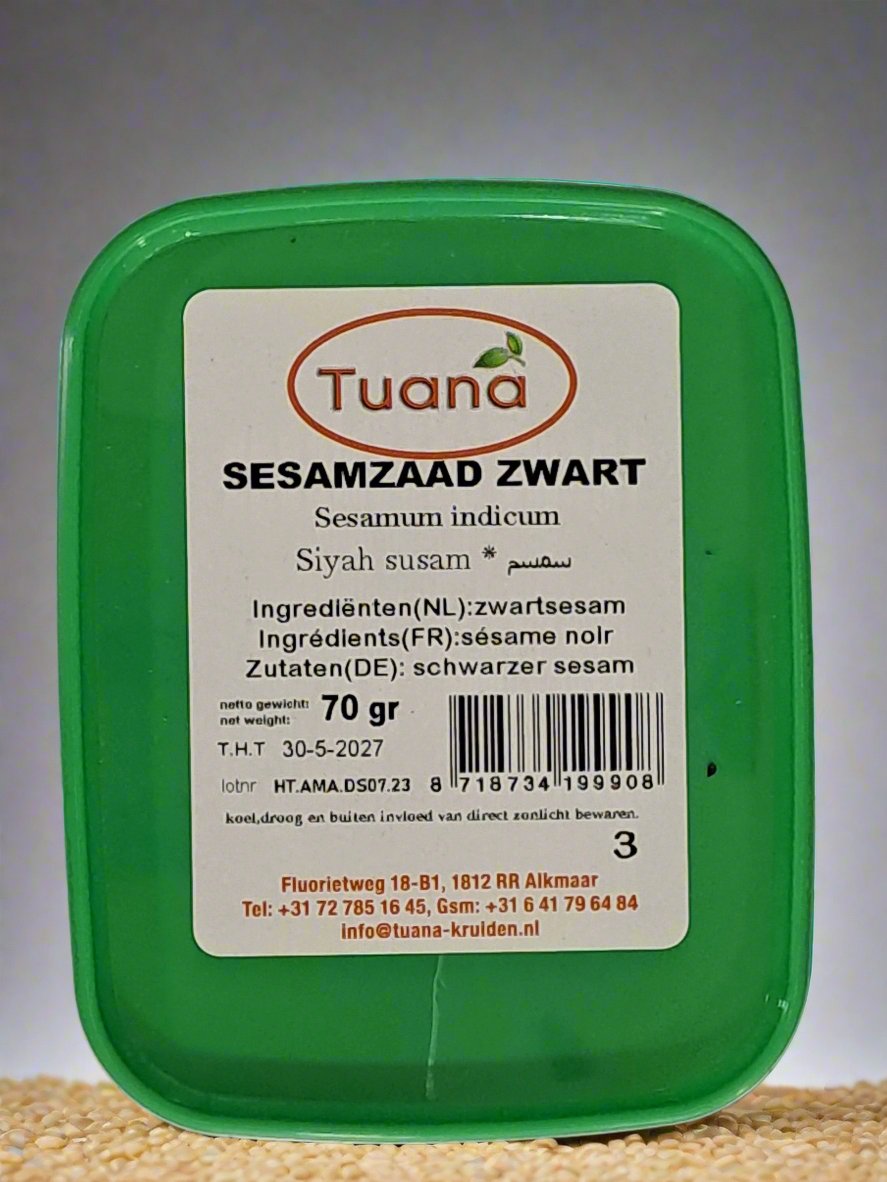 Tuana
SESAMZAAD ZWART
Sesamum indicum
Siyah susam * سمسم
Ingrediënten(NL):zwartsesam
Ingrédients(FR):sésame noir
Zutaten(DE): schwarzer sesam
netto gewicht:
net weight: 70 gr
T.H.T 30-5-2027
lotnr HT.AMA.DS07.23
8 718734 199908
koel,droog en buiten invloed van direct zonlicht bewaren.
3
Fluorietweg 18-B1, 1812 RR Alkmaar
Tel: +31 72 785 16 45, Gsm: +31 6 41 79 64 84
info@tuana-kruiden.nl